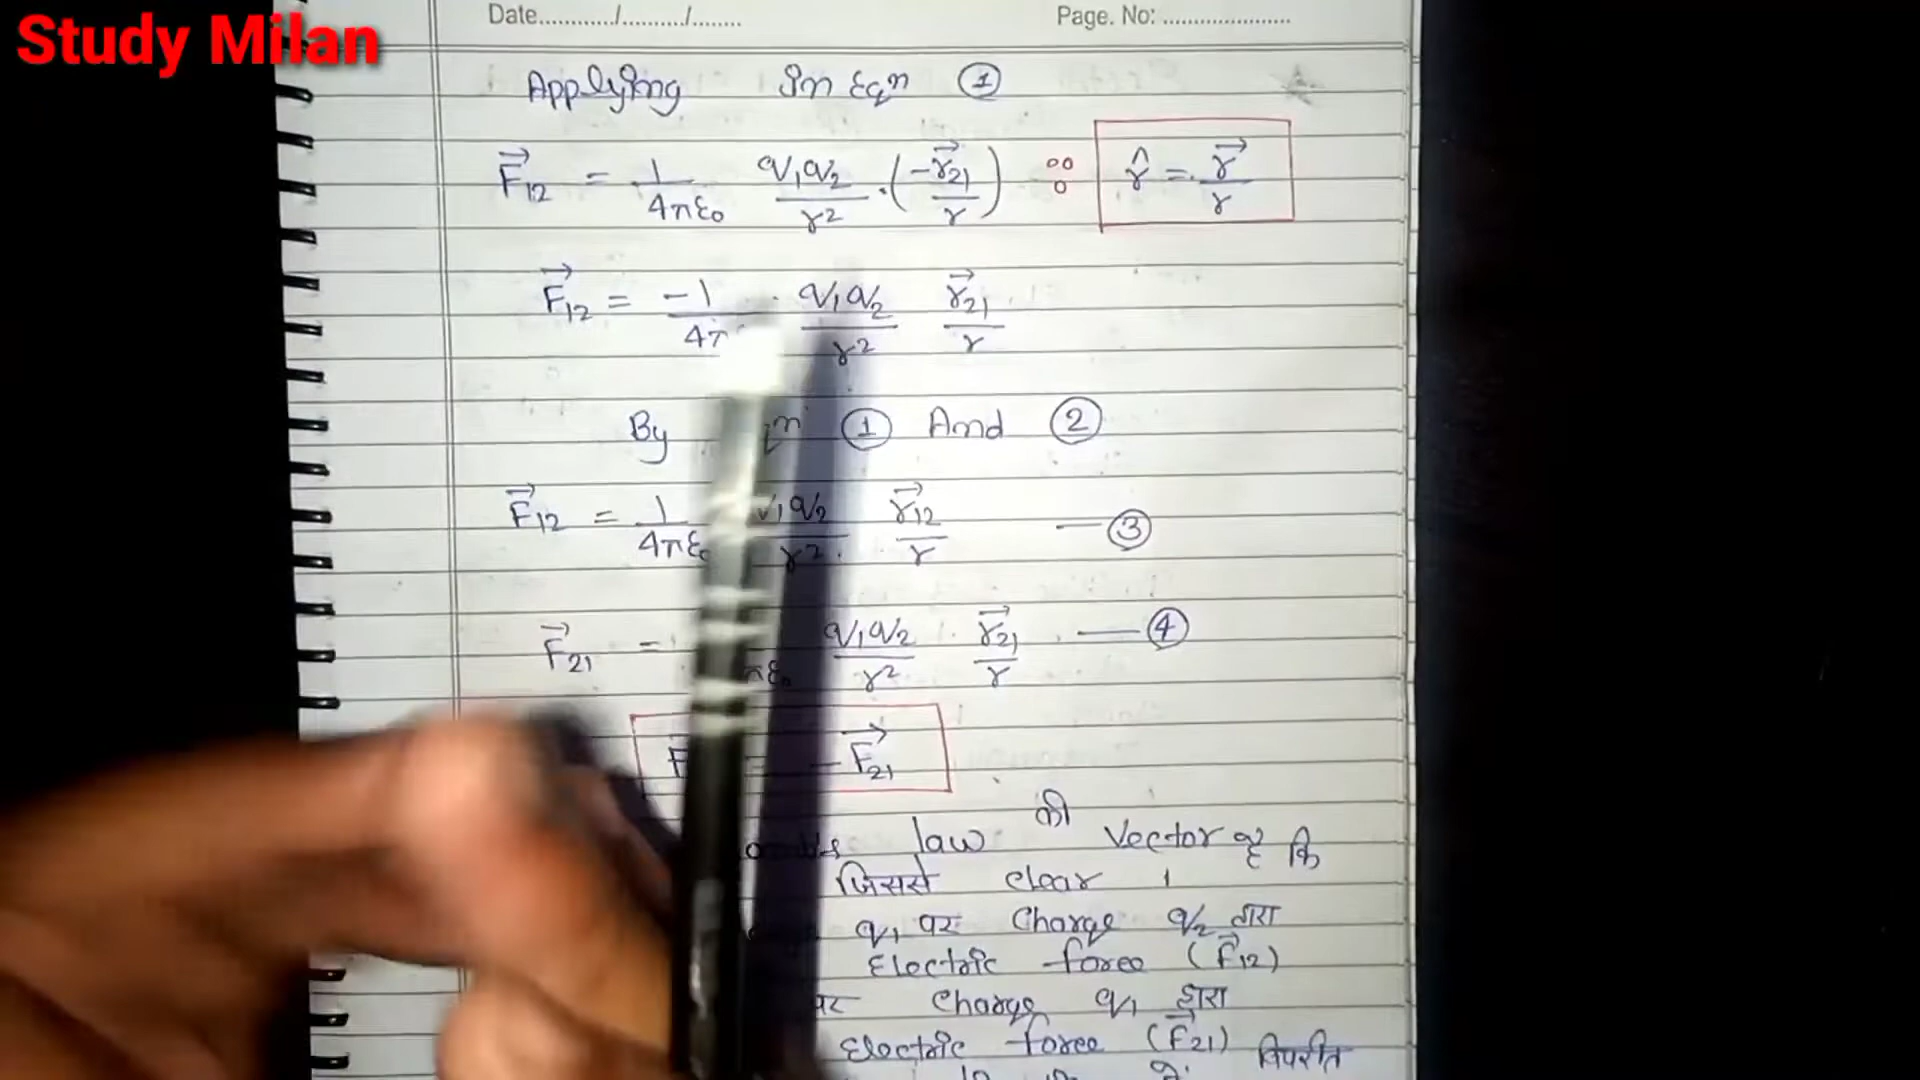 Study Milan
Date............/.........../........ Page. No: ......................
Applying in Eqn ①
F⃗12 = 1/4πε0 q1q2/r² · (-r⃗21/r) ∵ r̂ = r⃗/r
F⃗12 = -1/4π q1q2/r² r⃗21/r
By ① And ②
F⃗12 = 1/4πε0 q1q2/r² · r⃗12/r — ③
F⃗21 = q1q2/r² · r⃗21/r — ④
- F⃗21
law की Vector है कि
जिससे clear ।
q1 पर Charge q2 द्वारा
Electric force (F⃗12)
पर Charge q1 द्वारा
Electric force (F⃗21) विपरीत